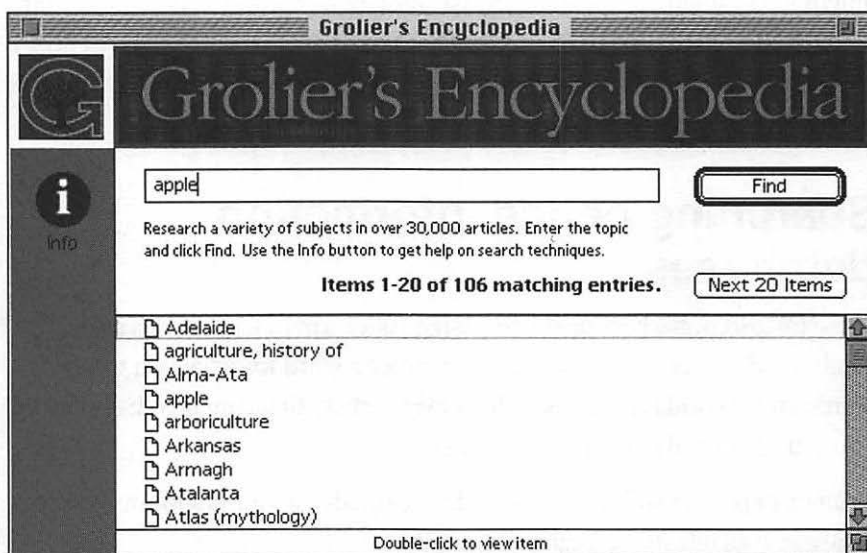 Grolier's Encyclopedia
G Grolier's Encyclopedia
apple
Find
i
Info
Research a variety of subjects in over 30,000 articles. Enter the topic
and click Find. Use the Info button to get help on search techniques.
Items 1-20 of 106 matching entries.
Next 20 Items
Adelaide
agriculture, history of
Alma-Ata
apple
arboriculture
Arkansas
Armagh
Atalanta
Atlas (mythology)
Double-click to view item